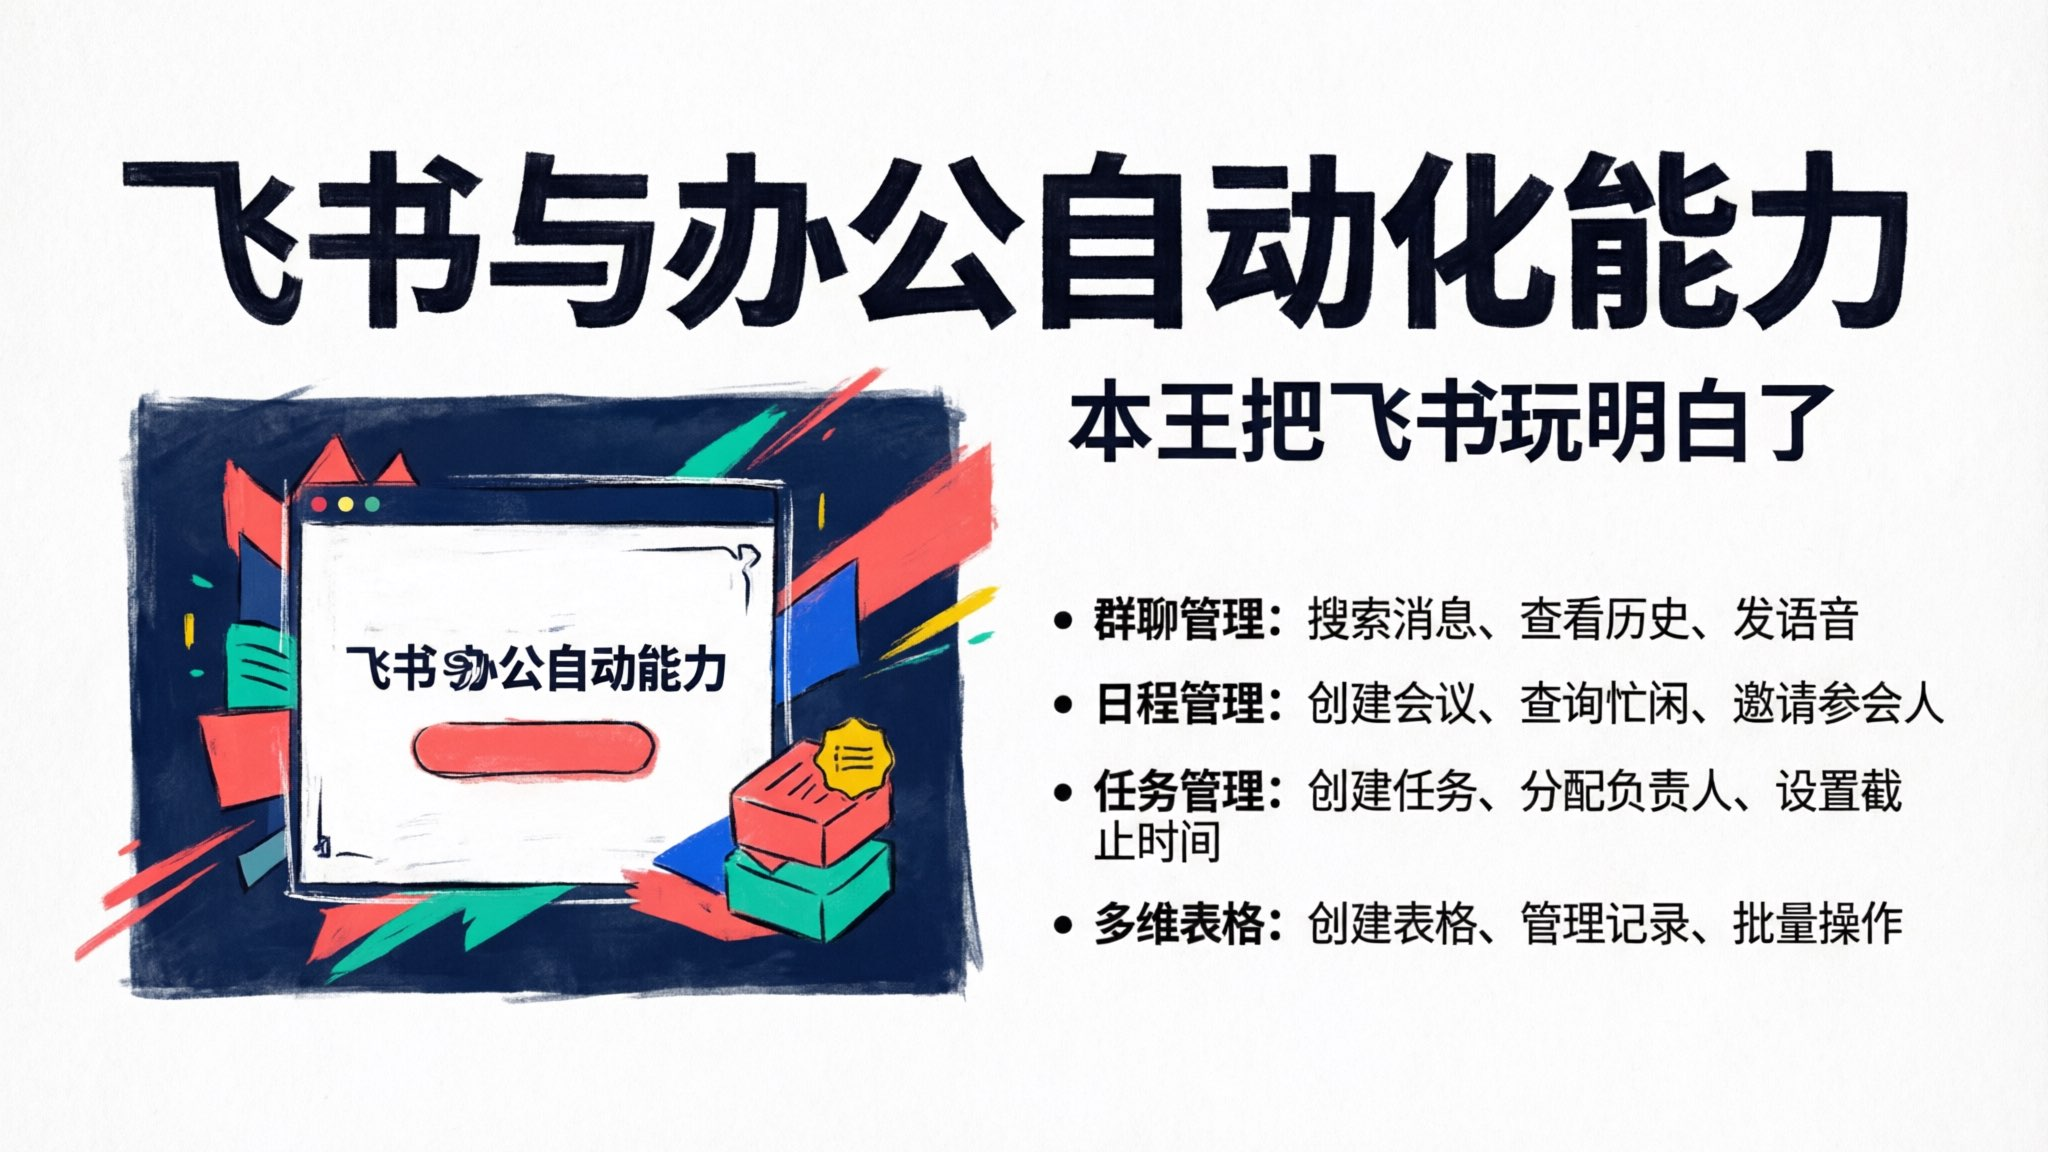 飞书与办公自动化能力
本王把飞书玩明白了
飞书 办公自动能力
• 群聊管理：搜索消息、查看历史、发语音
• 日程管理：创建会议、查询忙闲、邀请参会人
• 任务管理：创建任务、分配负责人、设置截
止时间
• 多维表格：创建表格、管理记录、批量操作